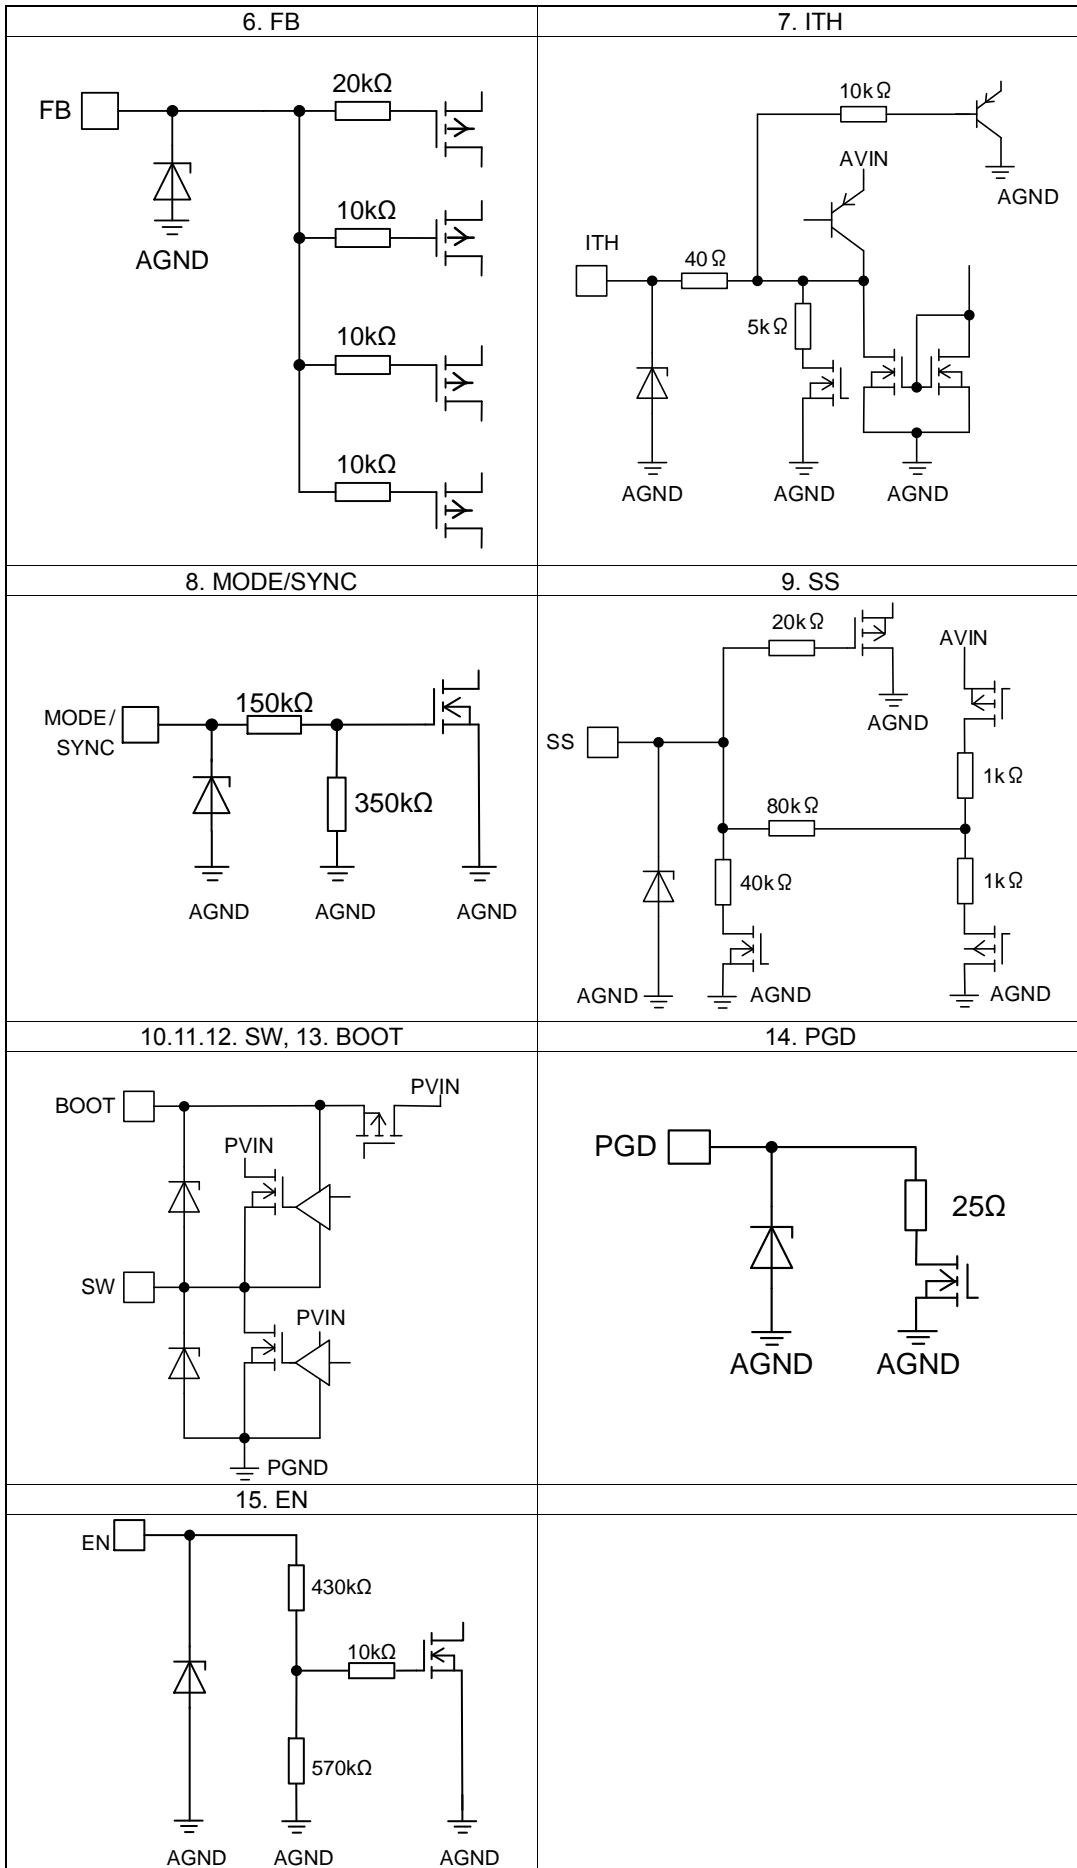 6. FB
7. ITH
20kΩ
FB
10kΩ
10kΩ
10kΩ
AGND
10kΩ
AGND
AVIN
ITH
40Ω
5kΩ
AGND
AGND
AGND
8. MODE/SYNC
9. SS
MODE/
SYNC
150kΩ
350kΩ
AGND
AGND
AGND
20kΩ
AVIN
AGND
SS
1kΩ
80kΩ
40kΩ
1kΩ
AGND
AGND
AGND
10.11.12. SW, 13. BOOT
14. PGD
BOOT
PVIN
PVIN
SW
PVIN
PGND
PGD
25Ω
AGND
AGND
15. EN
EN
430kΩ
10kΩ
570kΩ
AGND
AGND
AGND